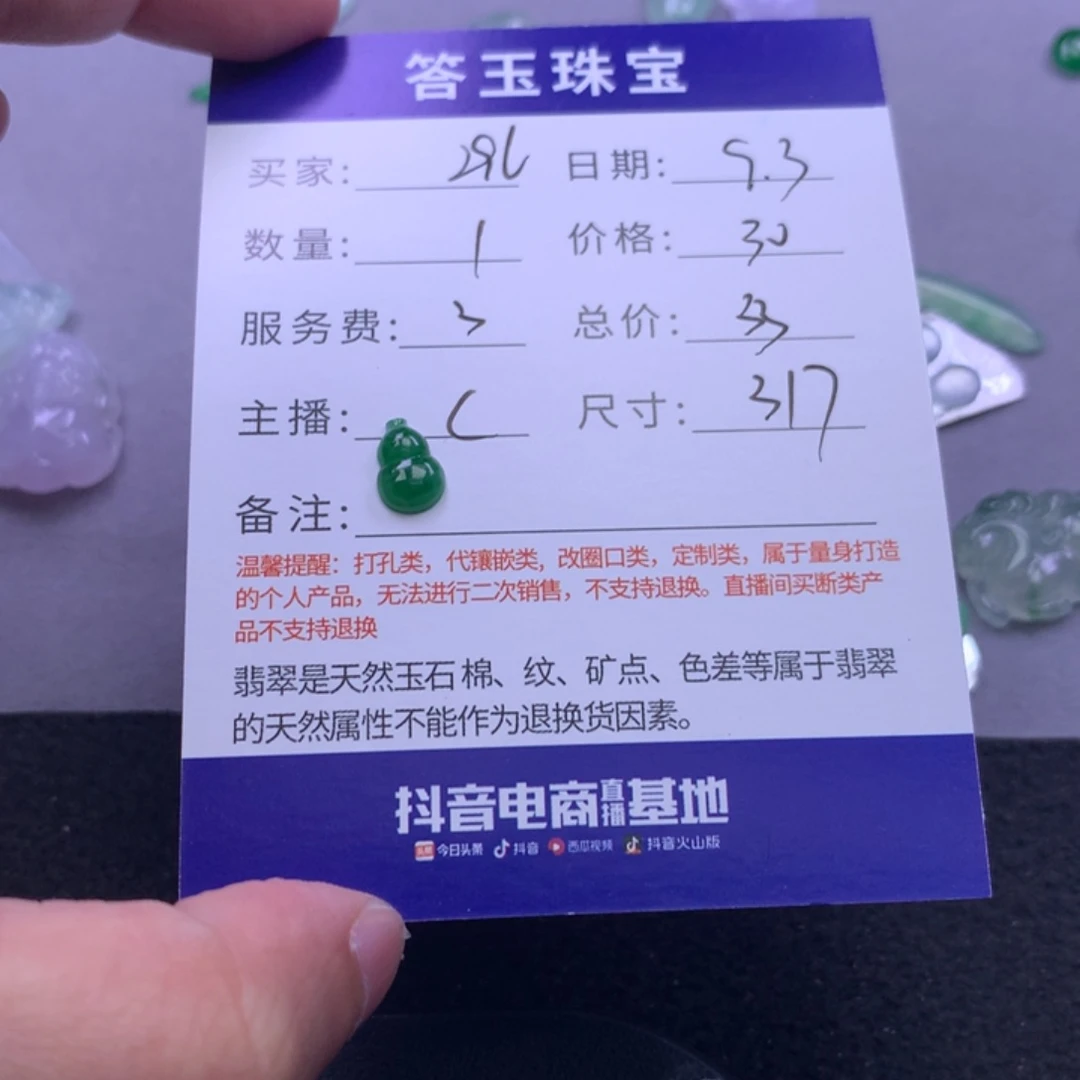 答玉珠宝
买家: 296 日期: 9.3
数量: 1 价格: 30
服务费: 3 总价: 33
主播: C 尺寸: 317
备注:
温馨提醒：打孔类，代镶嵌类, 改圈口类，定制类，属于量身打造
的个人产品，无法进行二次销售，不支持退换。直播间买断类产
品不支持退换
翡翠是天然玉石棉、纹、矿点、色差等属于翡翠
的天然属性不能作为退换货因素。
抖音电商直播基地
头条 今日头条 抖音 西瓜视频 抖音火山版